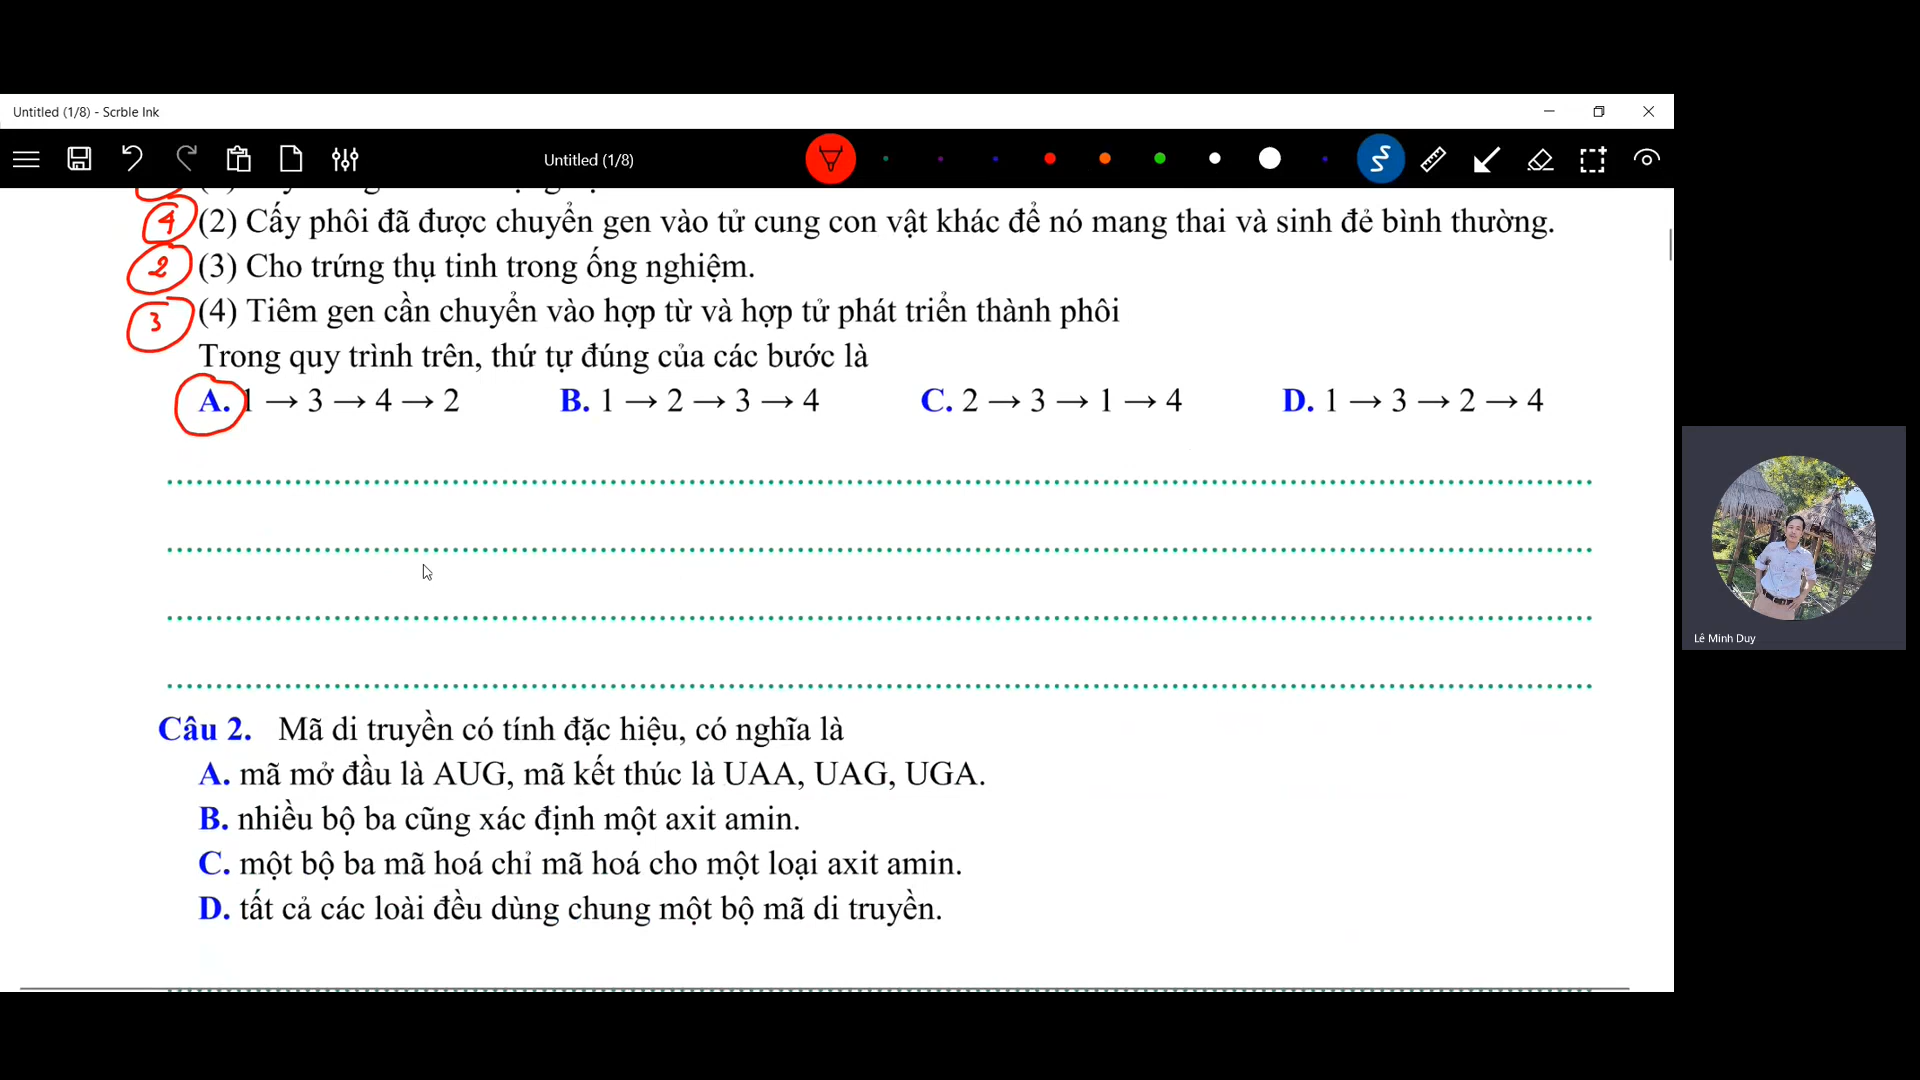 Untitled (1/8) - Scrble Ink
Untitled (1/8)
4 (2) Cấy phôi đã được chuyển gen vào tử cung con vật khác để nó mang thai và sinh đẻ bình thường.
2 (3) Cho trứng thụ tinh trong ống nghiệm.
3 (4) Tiêm gen cần chuyển vào hợp từ và hợp tử phát triển thành phôi
Trong quy trình trên, thứ tự đúng của các bước là
A. 1 → 3 → 4 → 2 B. 1 → 2 → 3 → 4 C. 2 → 3 → 1 → 4 D. 1 → 3 → 2 → 4
Lê Minh Duy
Câu 2. Mã di truyền có tính đặc hiệu, có nghĩa là
A. mã mở đầu là AUG, mã kết thúc là UAA, UAG, UGA.
B. nhiều bộ ba cũng xác định một axit amin.
C. một bộ ba mã hoá chỉ mã hoá cho một loại axit amin.
D. tất cả các loài đều dùng chung một bộ mã di truyền.